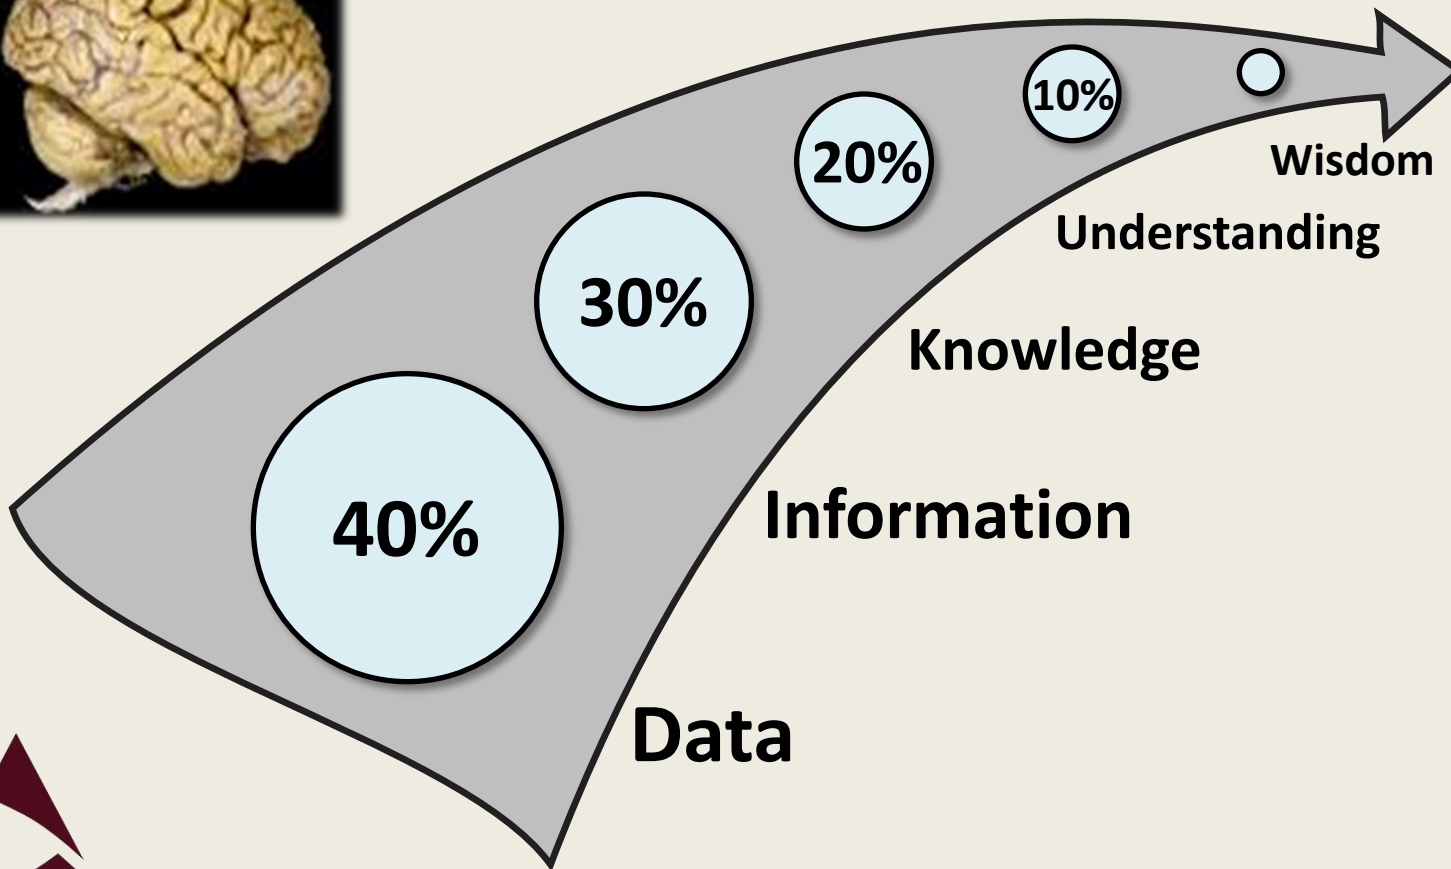 10%
20%
Wisdom
Understanding
30%
Knowledge
40%
Information
Data